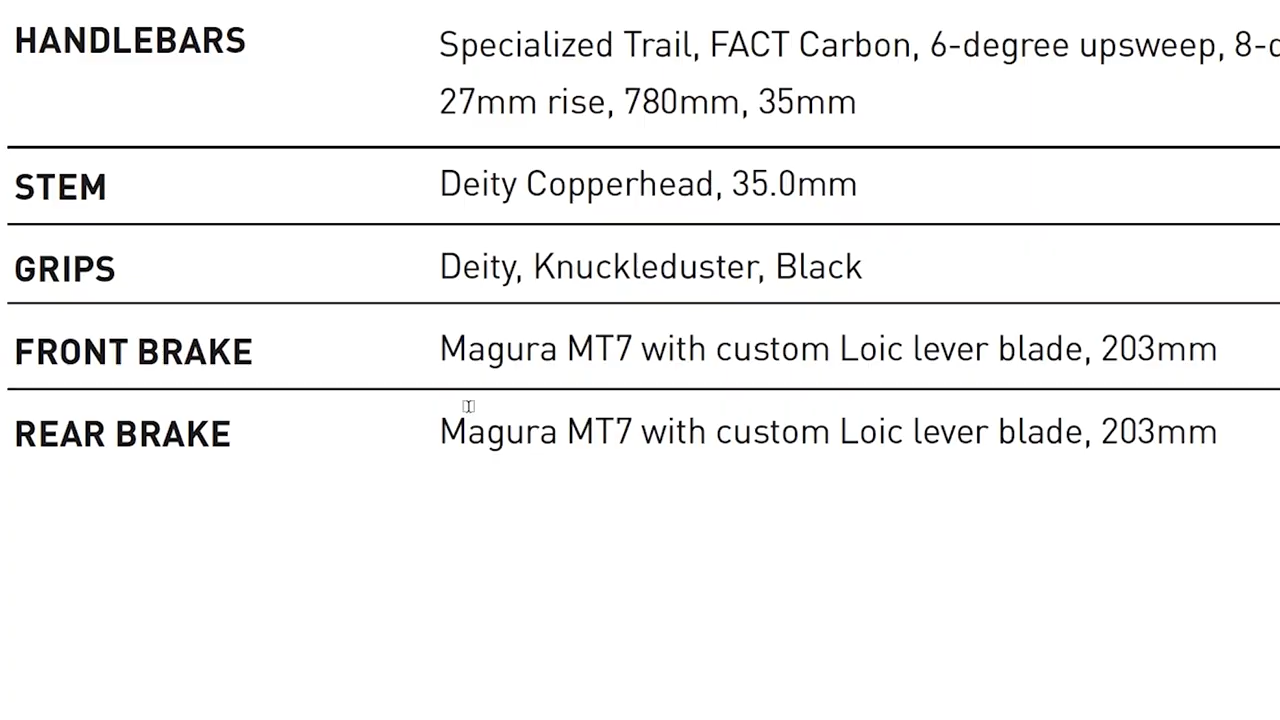 HANDLEBARS
Specialized Trail, FACT Carbon, 6-degree upsweep,
27mm rise, 780mm, 35mm
STEM
Deity Copperhead, 35.0mm
GRIPS
Deity, Knuckleduster, Black
FRONT BRAKE
Magura MT7 with custom Loic lever blade, 203mm
REAR BRAKE
Magura MT7 with custom Loic lever blade, 203mm